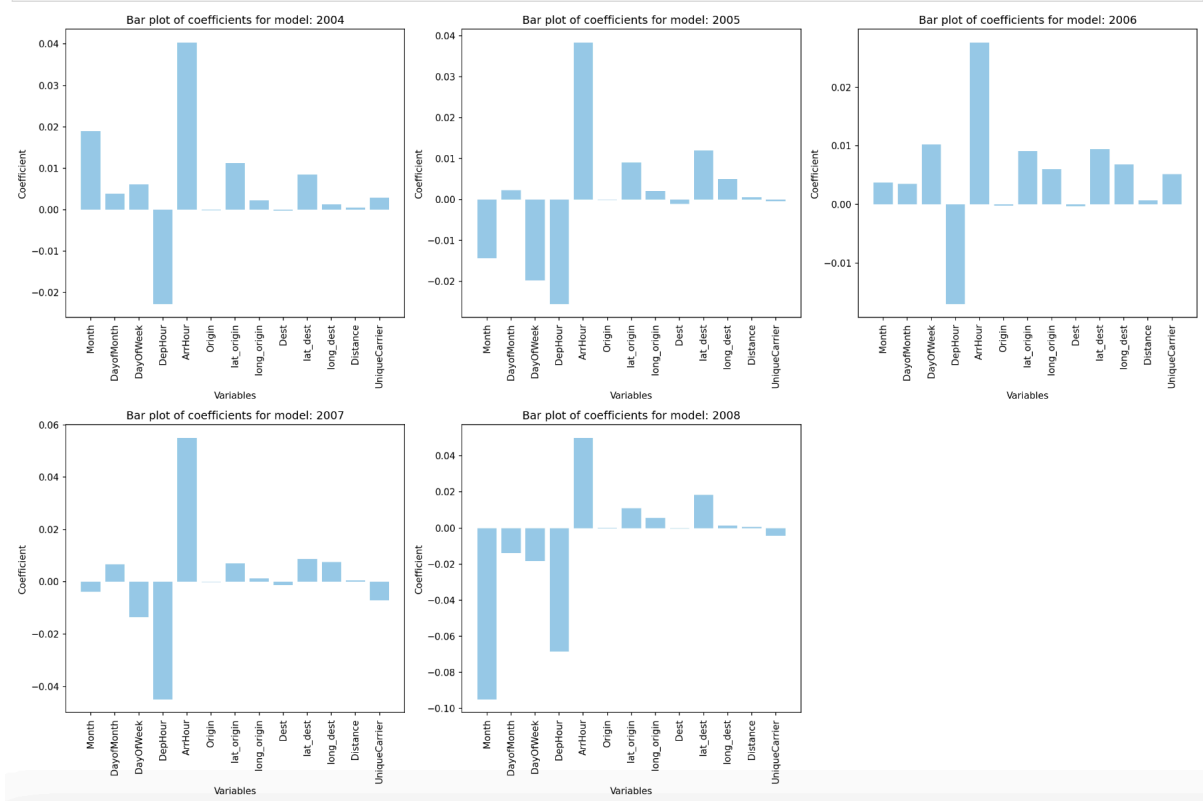 Bar plot of coefficients for model: 2004
0.04
0.03
0.02
0.01
0.00
−0.01
−0.02
Coefficient
Month
DayofMonth
DayOfWeek
DepHour
ArrHour
Origin
lat_origin
long_origin
Dest
lat_dest
long_dest
Distance
UniqueCarrier
Variables
Bar plot of coefficients for model: 2005
0.04
0.03
0.02
0.01
0.00
−0.01
−0.02
Coefficient
Month
DayofMonth
DayOfWeek
DepHour
ArrHour
Origin
lat_origin
long_origin
Dest
lat_dest
long_dest
Distance
UniqueCarrier
Variables
Bar plot of coefficients for model: 2006
0.02
0.01
0.00
−0.01
Coefficient
Month
DayofMonth
DayOfWeek
DepHour
ArrHour
Origin
lat_origin
long_origin
Dest
lat_dest
long_dest
Distance
UniqueCarrier
Variables
Bar plot of coefficients for model: 2007
0.06
0.04
0.02
0.00
−0.02
−0.04
Coefficient
Month
DayofMonth
DayOfWeek
DepHour
ArrHour
Origin
lat_origin
long_origin
Dest
lat_dest
long_dest
Distance
UniqueCarrier
Variables
Bar plot of coefficients for model: 2008
0.04
0.02
0.00
−0.02
−0.04
−0.06
−0.08
−0.10
Coefficient
Month
DayofMonth
DayOfWeek
DepHour
ArrHour
Origin
lat_origin
long_origin
Dest
lat_dest
long_dest
Distance
UniqueCarrier
Variables